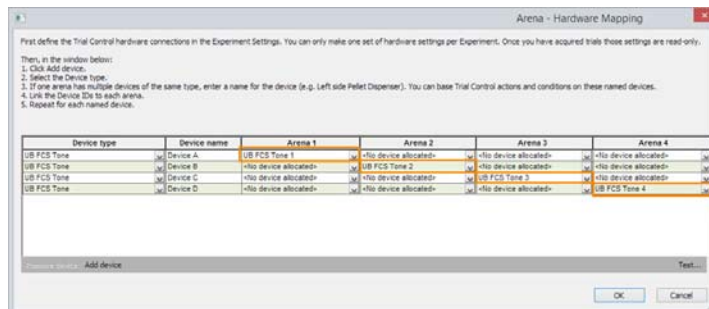 Arena - Hardware Mapping
First define the Trial Control hardware connections in the Experiment Settings. You can only make one set of hardware settings per Experiment. Once you have acquired trials those settings are read-only.
Then, in the window below:
1. Click Add device.
2. Select the Device type.
3. If one arena has multiple devices of the same type, enter a name for the device (e.g. Left side Pellet Dispenser). You can base Trial Control actions and conditions on these named devices.
4. Link the Device IDs to each arena.
5. Repeat for each named device.
Device type Device name Arena 1 Arena 2 Arena 3 Arena 4
UB FCS Tone Device A UB FCS Tone 1 <No device allocated> <No device allocated> <No device allocated>
UB FCS Tone Device B <No device allocated> UB FCS Tone 2 <No device allocated> <No device allocated>
UB FCS Tone Device C <No device allocated> <No device allocated> UB FCS Tone 3 <No device allocated>
UB FCS Tone Device D <No device allocated> <No device allocated> <No device allocated> UB FCS Tone 4
Add device Test...
OK Cancel